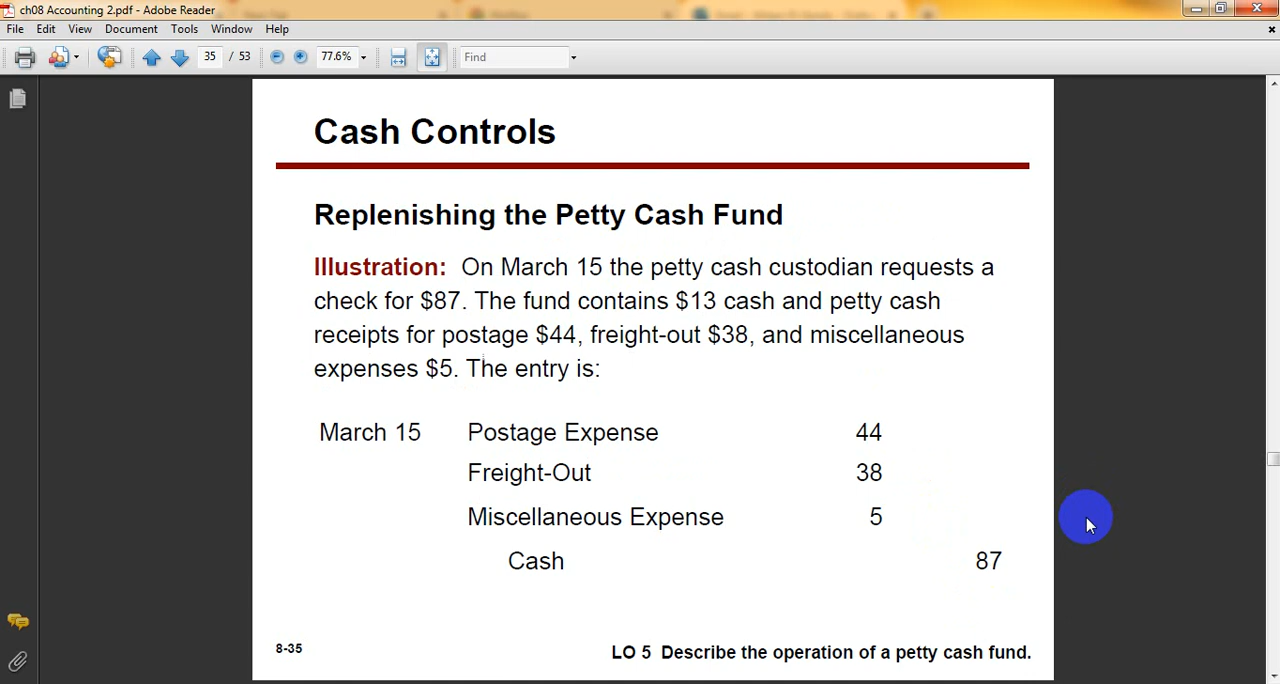 ch08 Accounting 2.pdf - Adobe Reader
File Edit View Document Tools Window Help
35 / 53 77.6% Find
Cash Controls
Replenishing the Petty Cash Fund
Illustration: On March 15 the petty cash custodian requests a
check for $87. The fund contains $13 cash and petty cash
receipts for postage $44, freight-out $38, and miscellaneous
expenses $5. The entry is:
March 15 Postage Expense 44
Freight-Out 38
Miscellaneous Expense 5
Cash 87
8-35 LO 5 Describe the operation of a petty cash fund.